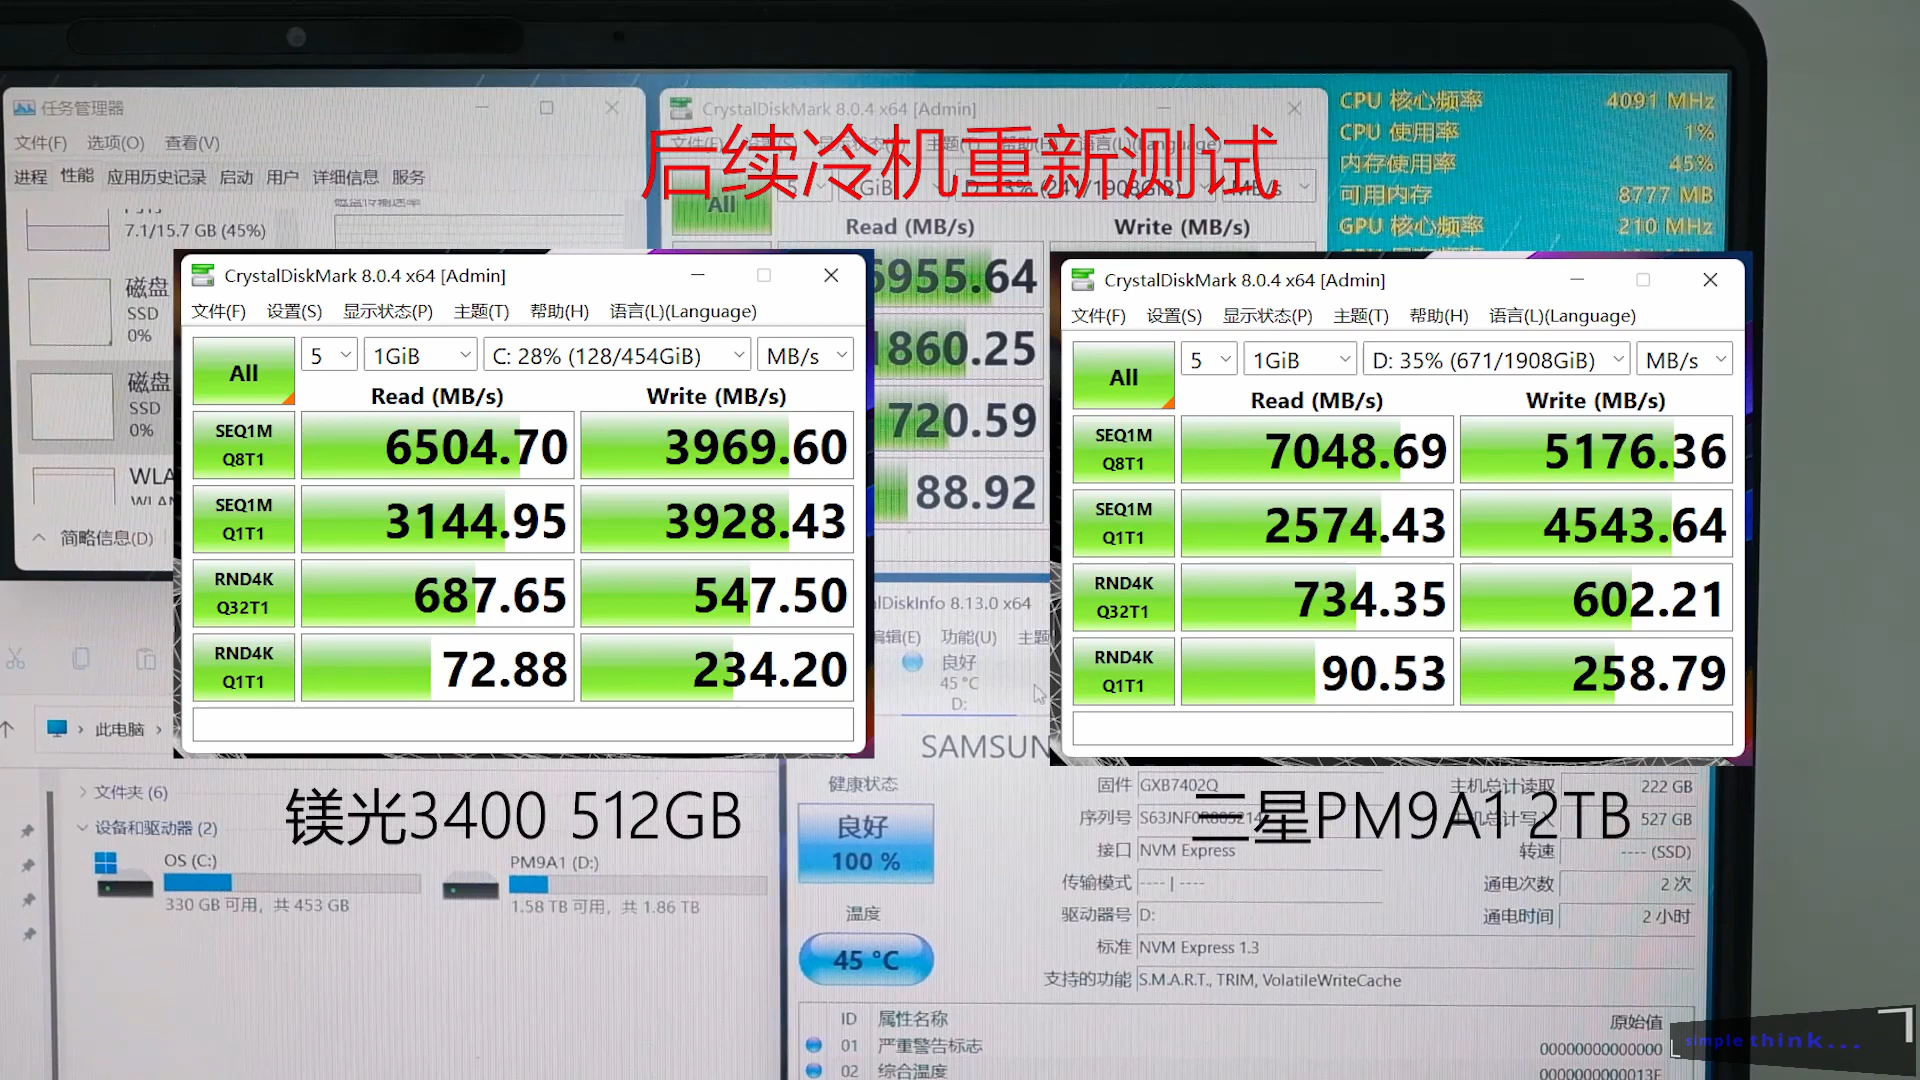 任务管理器
文件(F) 选项(O) 查看(V)
进程 性能 应用历史记录 启动 用户 详细信息 服务
磁盘传输速率
7.1/15.7 GB (45%)
磁盘
SSD
0%
磁盘
SSD
0%
简略信息(D)
CrystalDiskMark 8.0.4 x64 [Admin]
后续冷机重新测试
All
Read (MB/s) Write (MB/s)
6955.64
1860.25
720.59
88.92
CPU 核心频率 4091 MHz
CPU 使用率 1%
内存使用率 45%
可用内存 8777 MB
GPU 核心频率 210 MHz
CrystalDiskMark 8.0.4 x64 [Admin]
文件(F) 设置(S) 显示状态(P) 主题(T) 帮助(H) 语言(L)(Language)
All 5 1GiB C: 28% (128/454GiB) MB/s
Read (MB/s) Write (MB/s)
SEQ1M Q8T1 6504.70 3969.60
SEQ1M Q1T1 3144.95 3928.43
RND4K Q32T1 687.65 547.50
RND4K Q1T1 72.88 234.20
镁光3400 512GB
CrystalDiskMark 8.0.4 x64 [Admin]
文件(F) 设置(S) 显示状态(P) 主题(T) 帮助(H) 语言(L)(Language)
All 5 1GiB D: 35% (671/1908GiB) MB/s
Read (MB/s) Write (MB/s)
SEQ1M Q8T1 7048.69 5176.36
SEQ1M Q1T1 2574.43 4543.64
RND4K Q32T1 734.35 602.21
RND4K Q1T1 90.53 258.79
三星PM9A1 2TB
此电脑
文件夹 (6)
设备和驱动器 (2)
OS (C:)
330 GB 可用，共 453 GB
PM9A1 (D:)
1.58 TB 可用，共 1.86 TB
DiskInfo 8.13.0 x64
编辑(E) 功能(U) 主题
良好
45 °C
D:
SAMSUN
健康状态
良好
100 %
温度
45 °C
固件 GXB7402Q
序列号
接口 NVM Express
传输模式 ---- | ----
驱动器号 D:
标准 NVM Express 1.3
支持的功能 S.M.A.R.T., TRIM, VolatileWriteCache
主机总计读取 222 GB
527 GB
转速 ---- (SSD)
通电次数 2 次
通电时间 2 小时
ID 属性名称 原始值
01 严重警告标志 00000000000000
02 综合温度 0000000000013E
simple think...